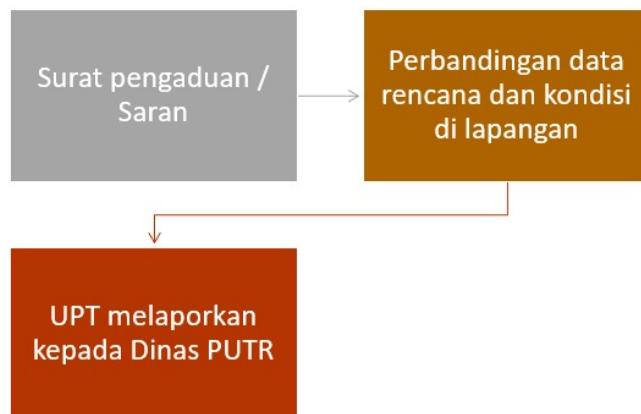 Surat pengaduan /
Saran
Perbandingan data
rencana dan kondisi
di lapangan
UPT melaporkan
kepada Dinas PUTR